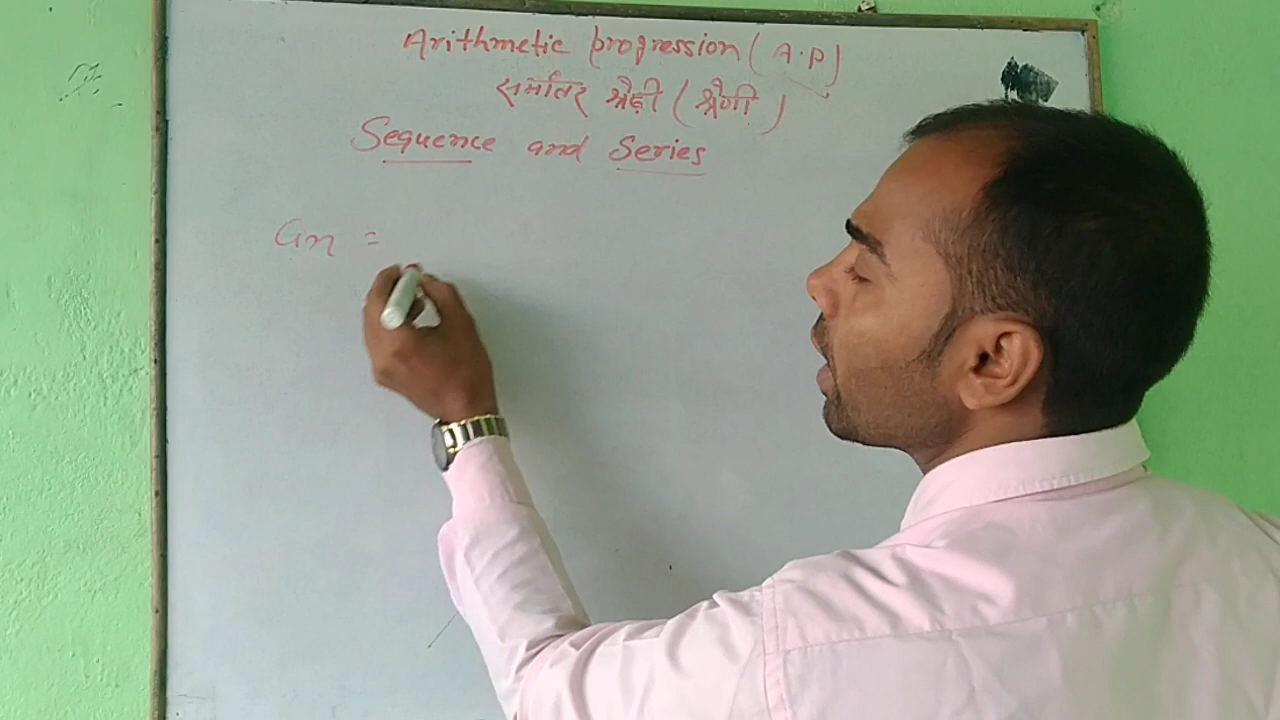 Arithmetic progression (A.P)
समांतर श्रेढ़ी (श्रेणी)
Sequence and Series
an =